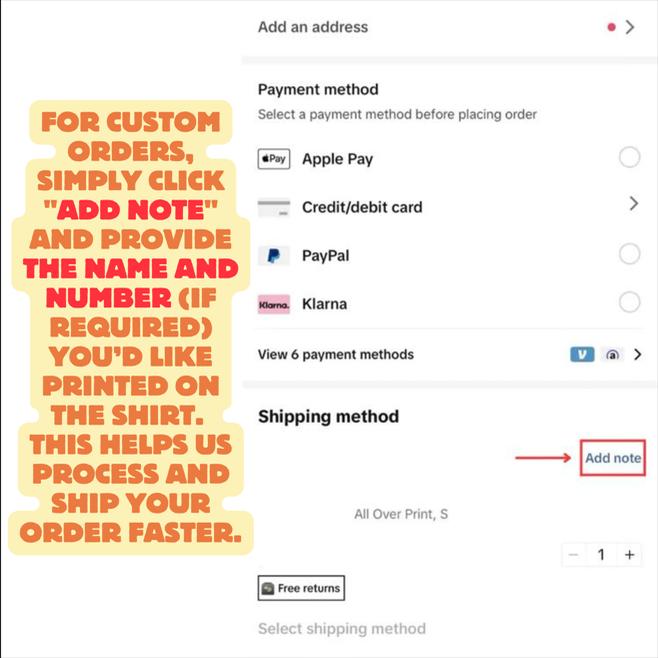 FOR CUSTOM
ORDERS,
SIMPLY CLICK
"ADD NOTE"
AND PROVIDE
THE NAME AND
NUMBER (IF
REQUIRED)
YOU'D LIKE
PRINTED ON
THE SHIRT.
THIS HELPS US
PROCESS AND
SHIP YOUR
ORDER FASTER.
Add an address
Payment method
Select a payment method before placing order
Pay Apple Pay
Credit/debit card
PayPal
Klarna. Klarna
View 6 payment methods
Shipping method
Add note
All Over Print, S
− 1 +
Free returns
Select shipping method